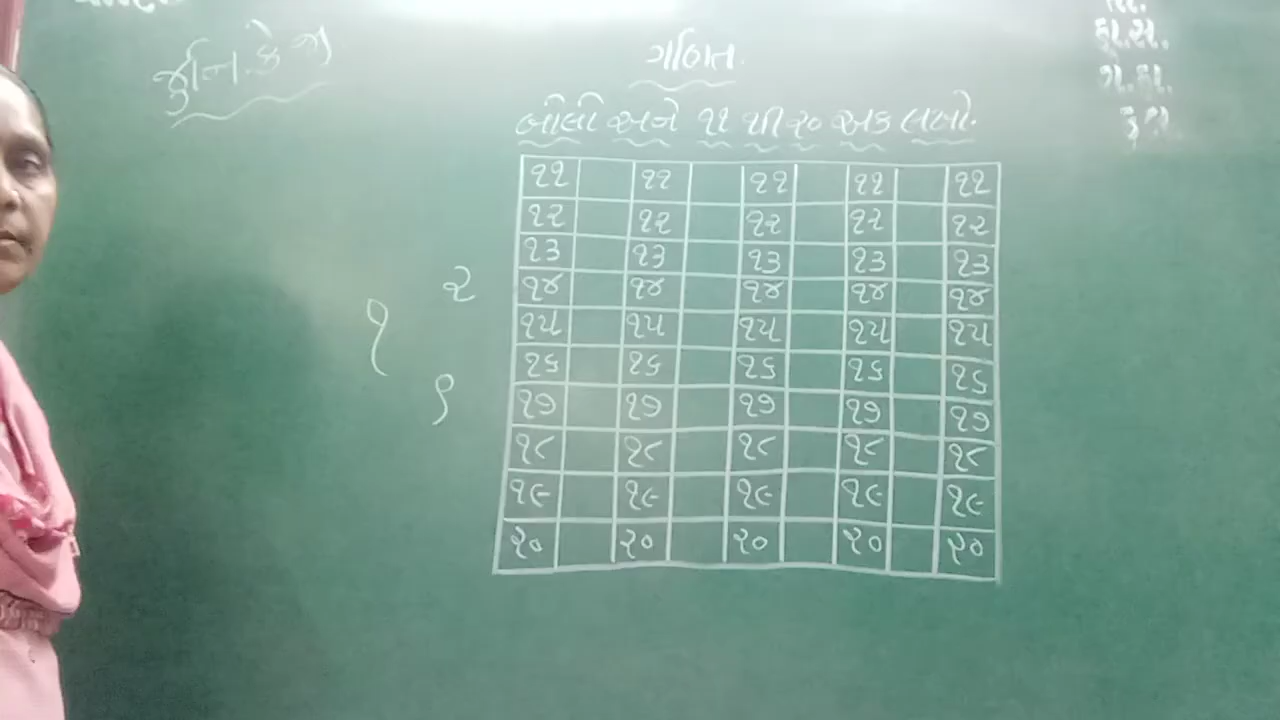 જુનિ. કે. જી
ગણિત.
બોલો અને ૧૧ થી ૨૦ અંક લખો.
૧૧ ૧૧ ૧૧ ૧૧ ૧૧
૧૨ ૧૨ ૧૨ ૧૨ ૧૨
૧૩ ૧૩ ૧૩ ૧૩ ૧૩
૧૪ ૧૪ ૧૪ ૧૪ ૧૪
૧૫ ૧૫ ૧૫ ૧૫ ૧૫
૧૬ ૧૬ ૧૬ ૧૬ ૧૬
૧૭ ૧૭ ૧૭ ૧૭ ૧૭
૧૮ ૧૮ ૧૮ ૧૮ ૧૮
૧૯ ૧૯ ૧૯ ૧૯ ૧૯
૨૦ ૨૦ ૨૦ ૨૦ ૨૦
૨
૧
૧
તા.
કા.સ.
ગે.હા.
કુલ